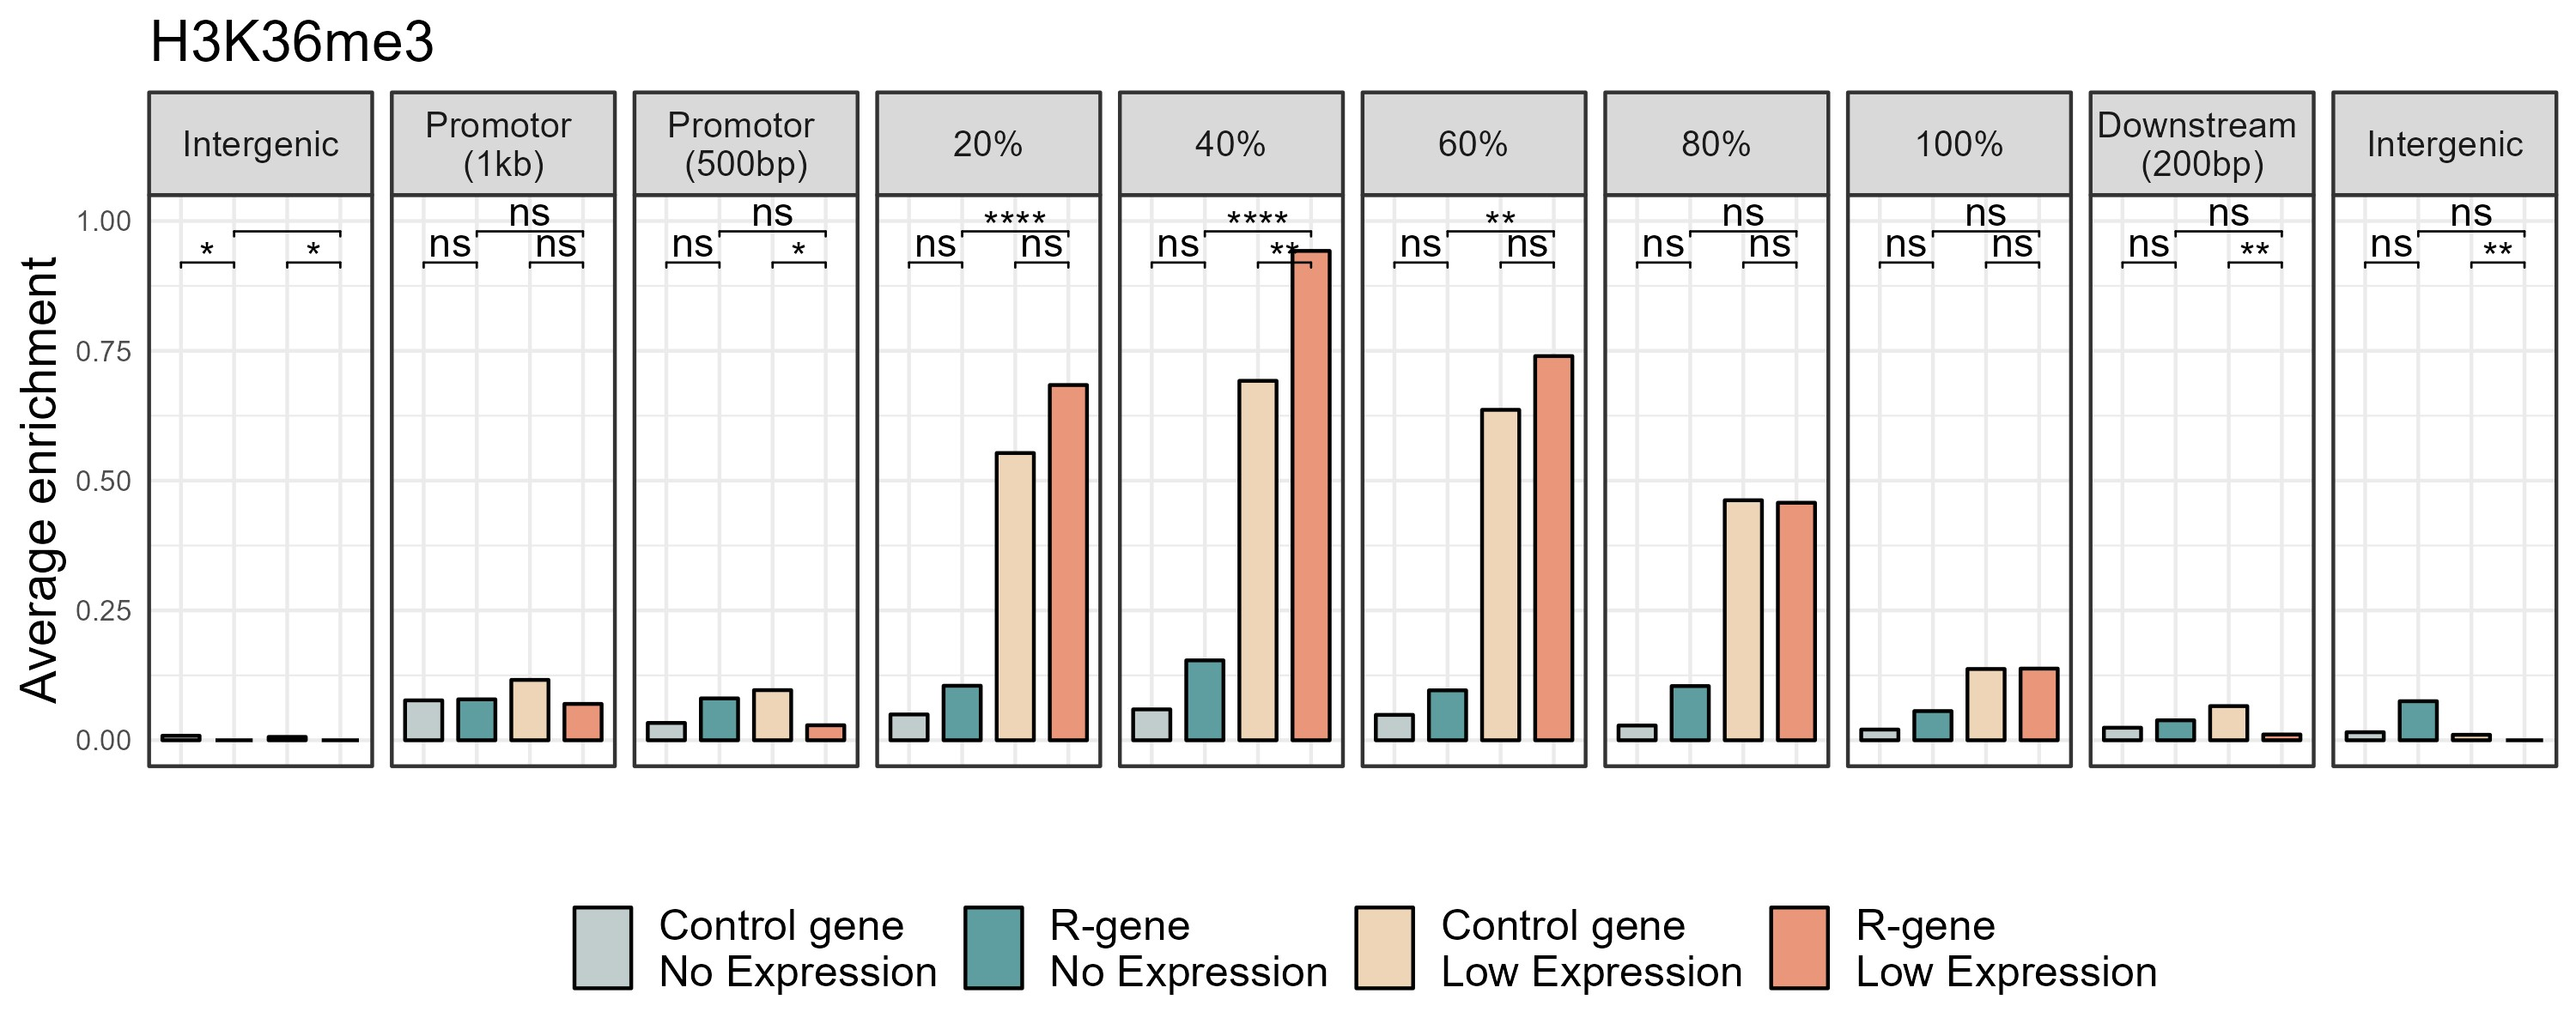 H3K36me3
Intergenic
Promotor
(1kb)
Promotor
(500bp)
20%
40%
60%
80%
100%
Downstream
(200bp)
Intergenic
Average enrichment
1.00
0.75
0.50
0.25
0.00
* *
ns
ns ns
ns
ns *
****
ns ns
****
ns **
**
ns ns
ns
ns ns
ns
ns ns
ns
ns **
ns
ns **
Control gene
No Expression
R-gene
No Expression
Control gene
Low Expression
R-gene
Low Expression